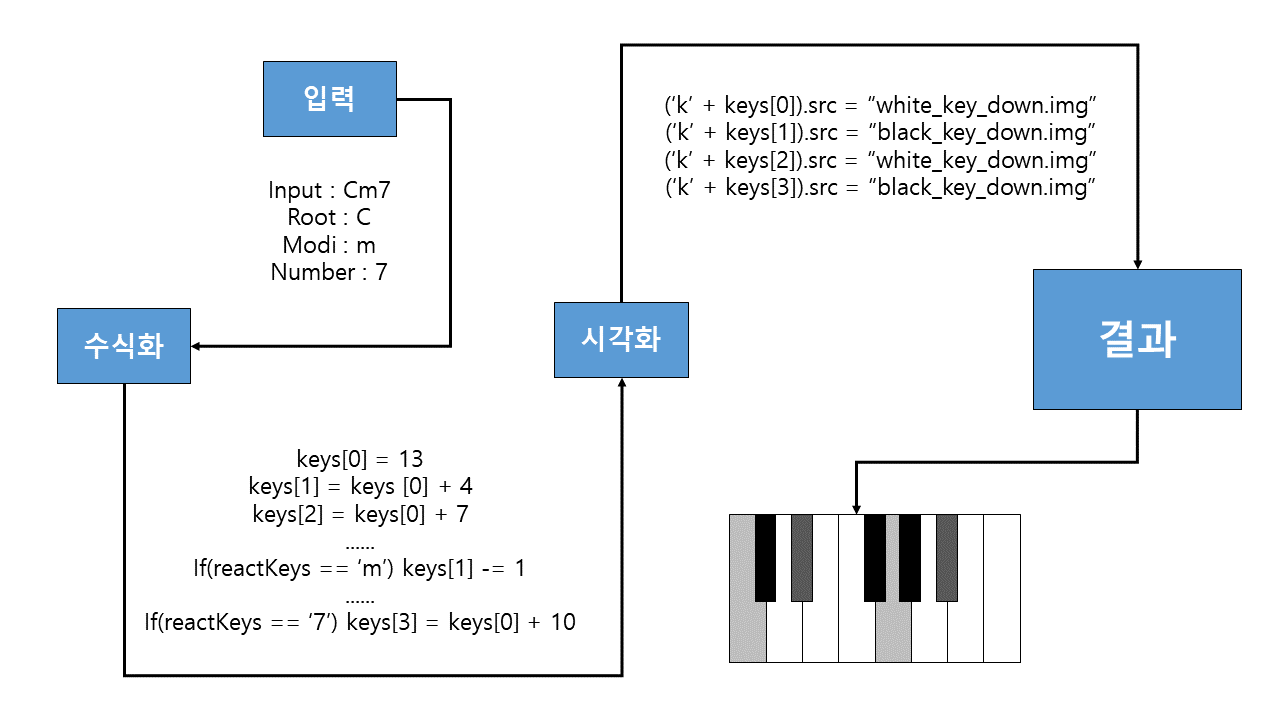 입력
Input : Cm7
Root : C
Modi : m
Number : 7
수식화
keys[0] = 13
keys[1] = keys [0] + 4
keys[2] = keys[0] + 7
......
If(reactKeys == ‘m’) keys[1] -= 1
......
If(reactKeys == ‘7’) keys[3] = keys[0] + 10
시각화
(‘k’ + keys[0]).src = “white_key_down.img”
(‘k’ + keys[1]).src = “black_key_down.img”
(‘k’ + keys[2]).src = “white_key_down.img”
(‘k’ + keys[3]).src = “black_key_down.img”
결과